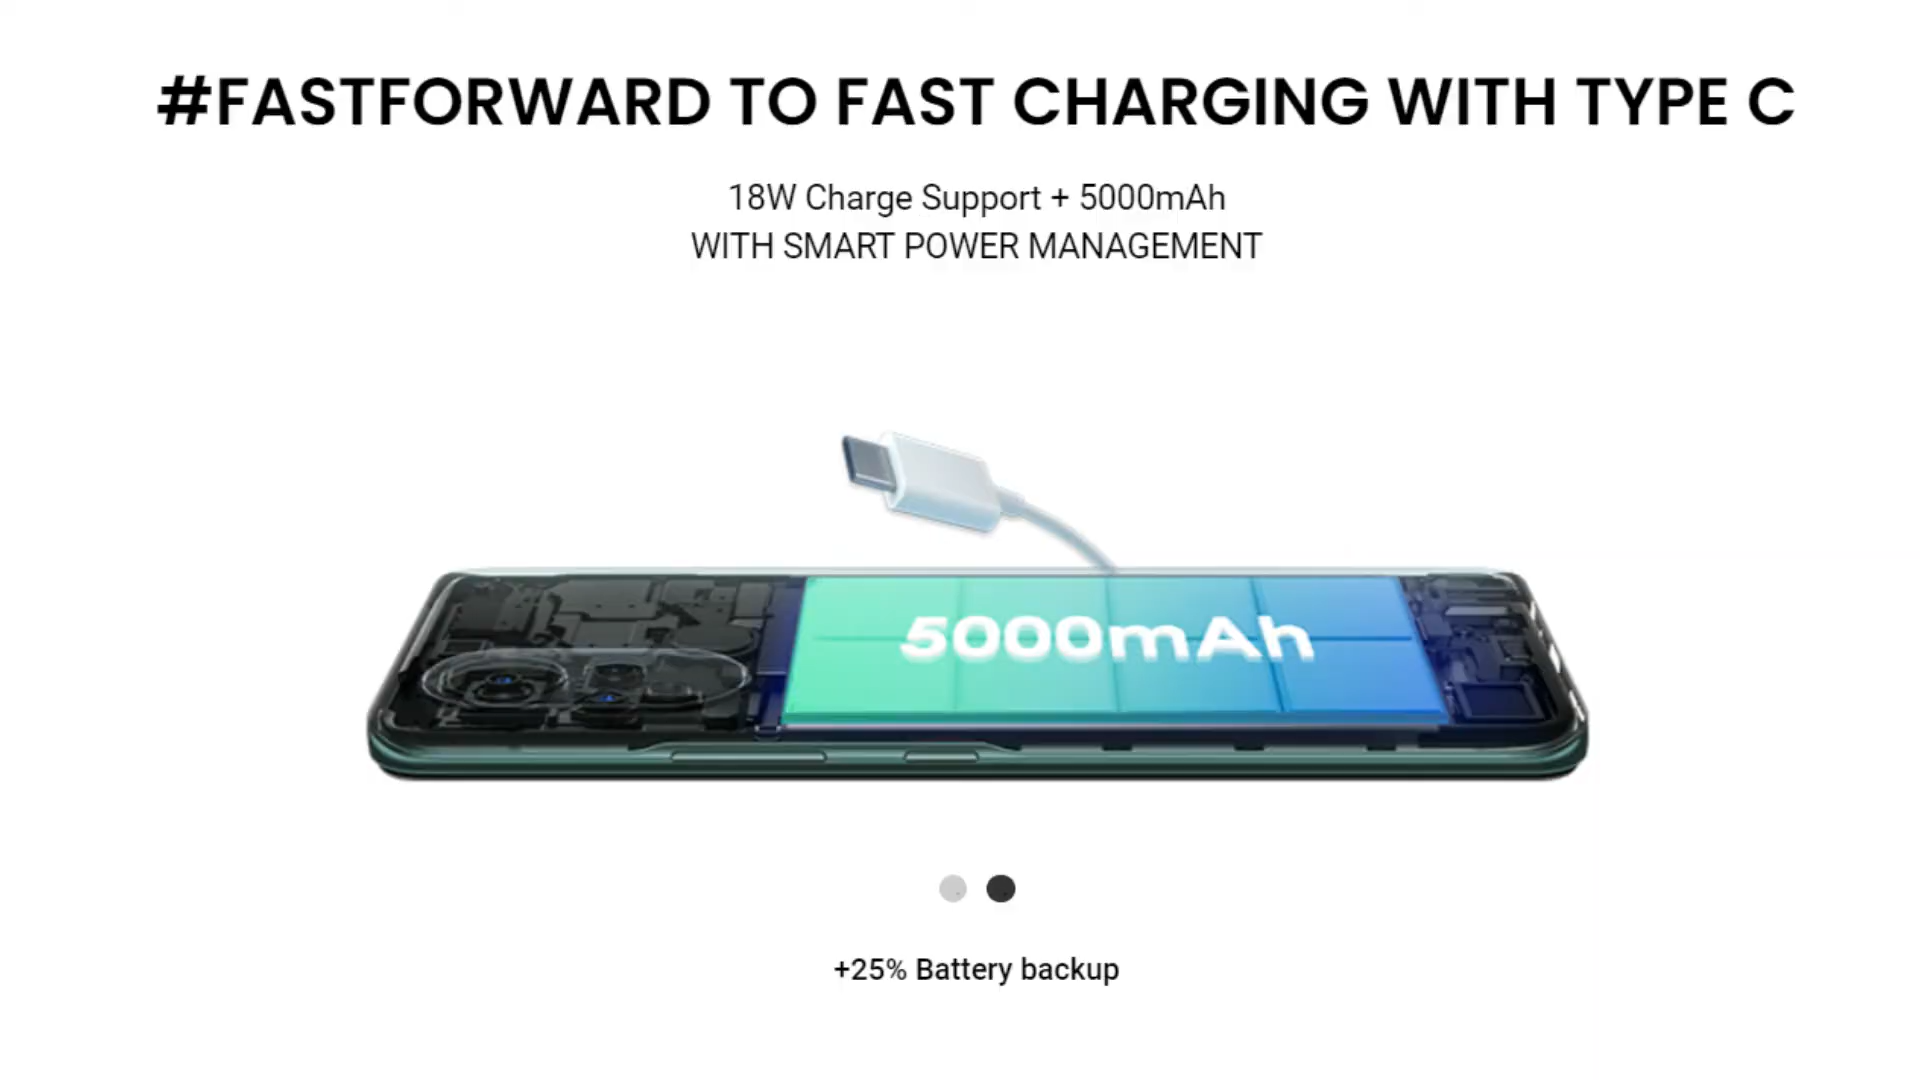 #FASTFORWARD TO FAST CHARGING WITH TYPE C
18W Charge Support + 5000mAh
WITH SMART POWER MANAGEMENT
5000mAh
+25% Battery backup